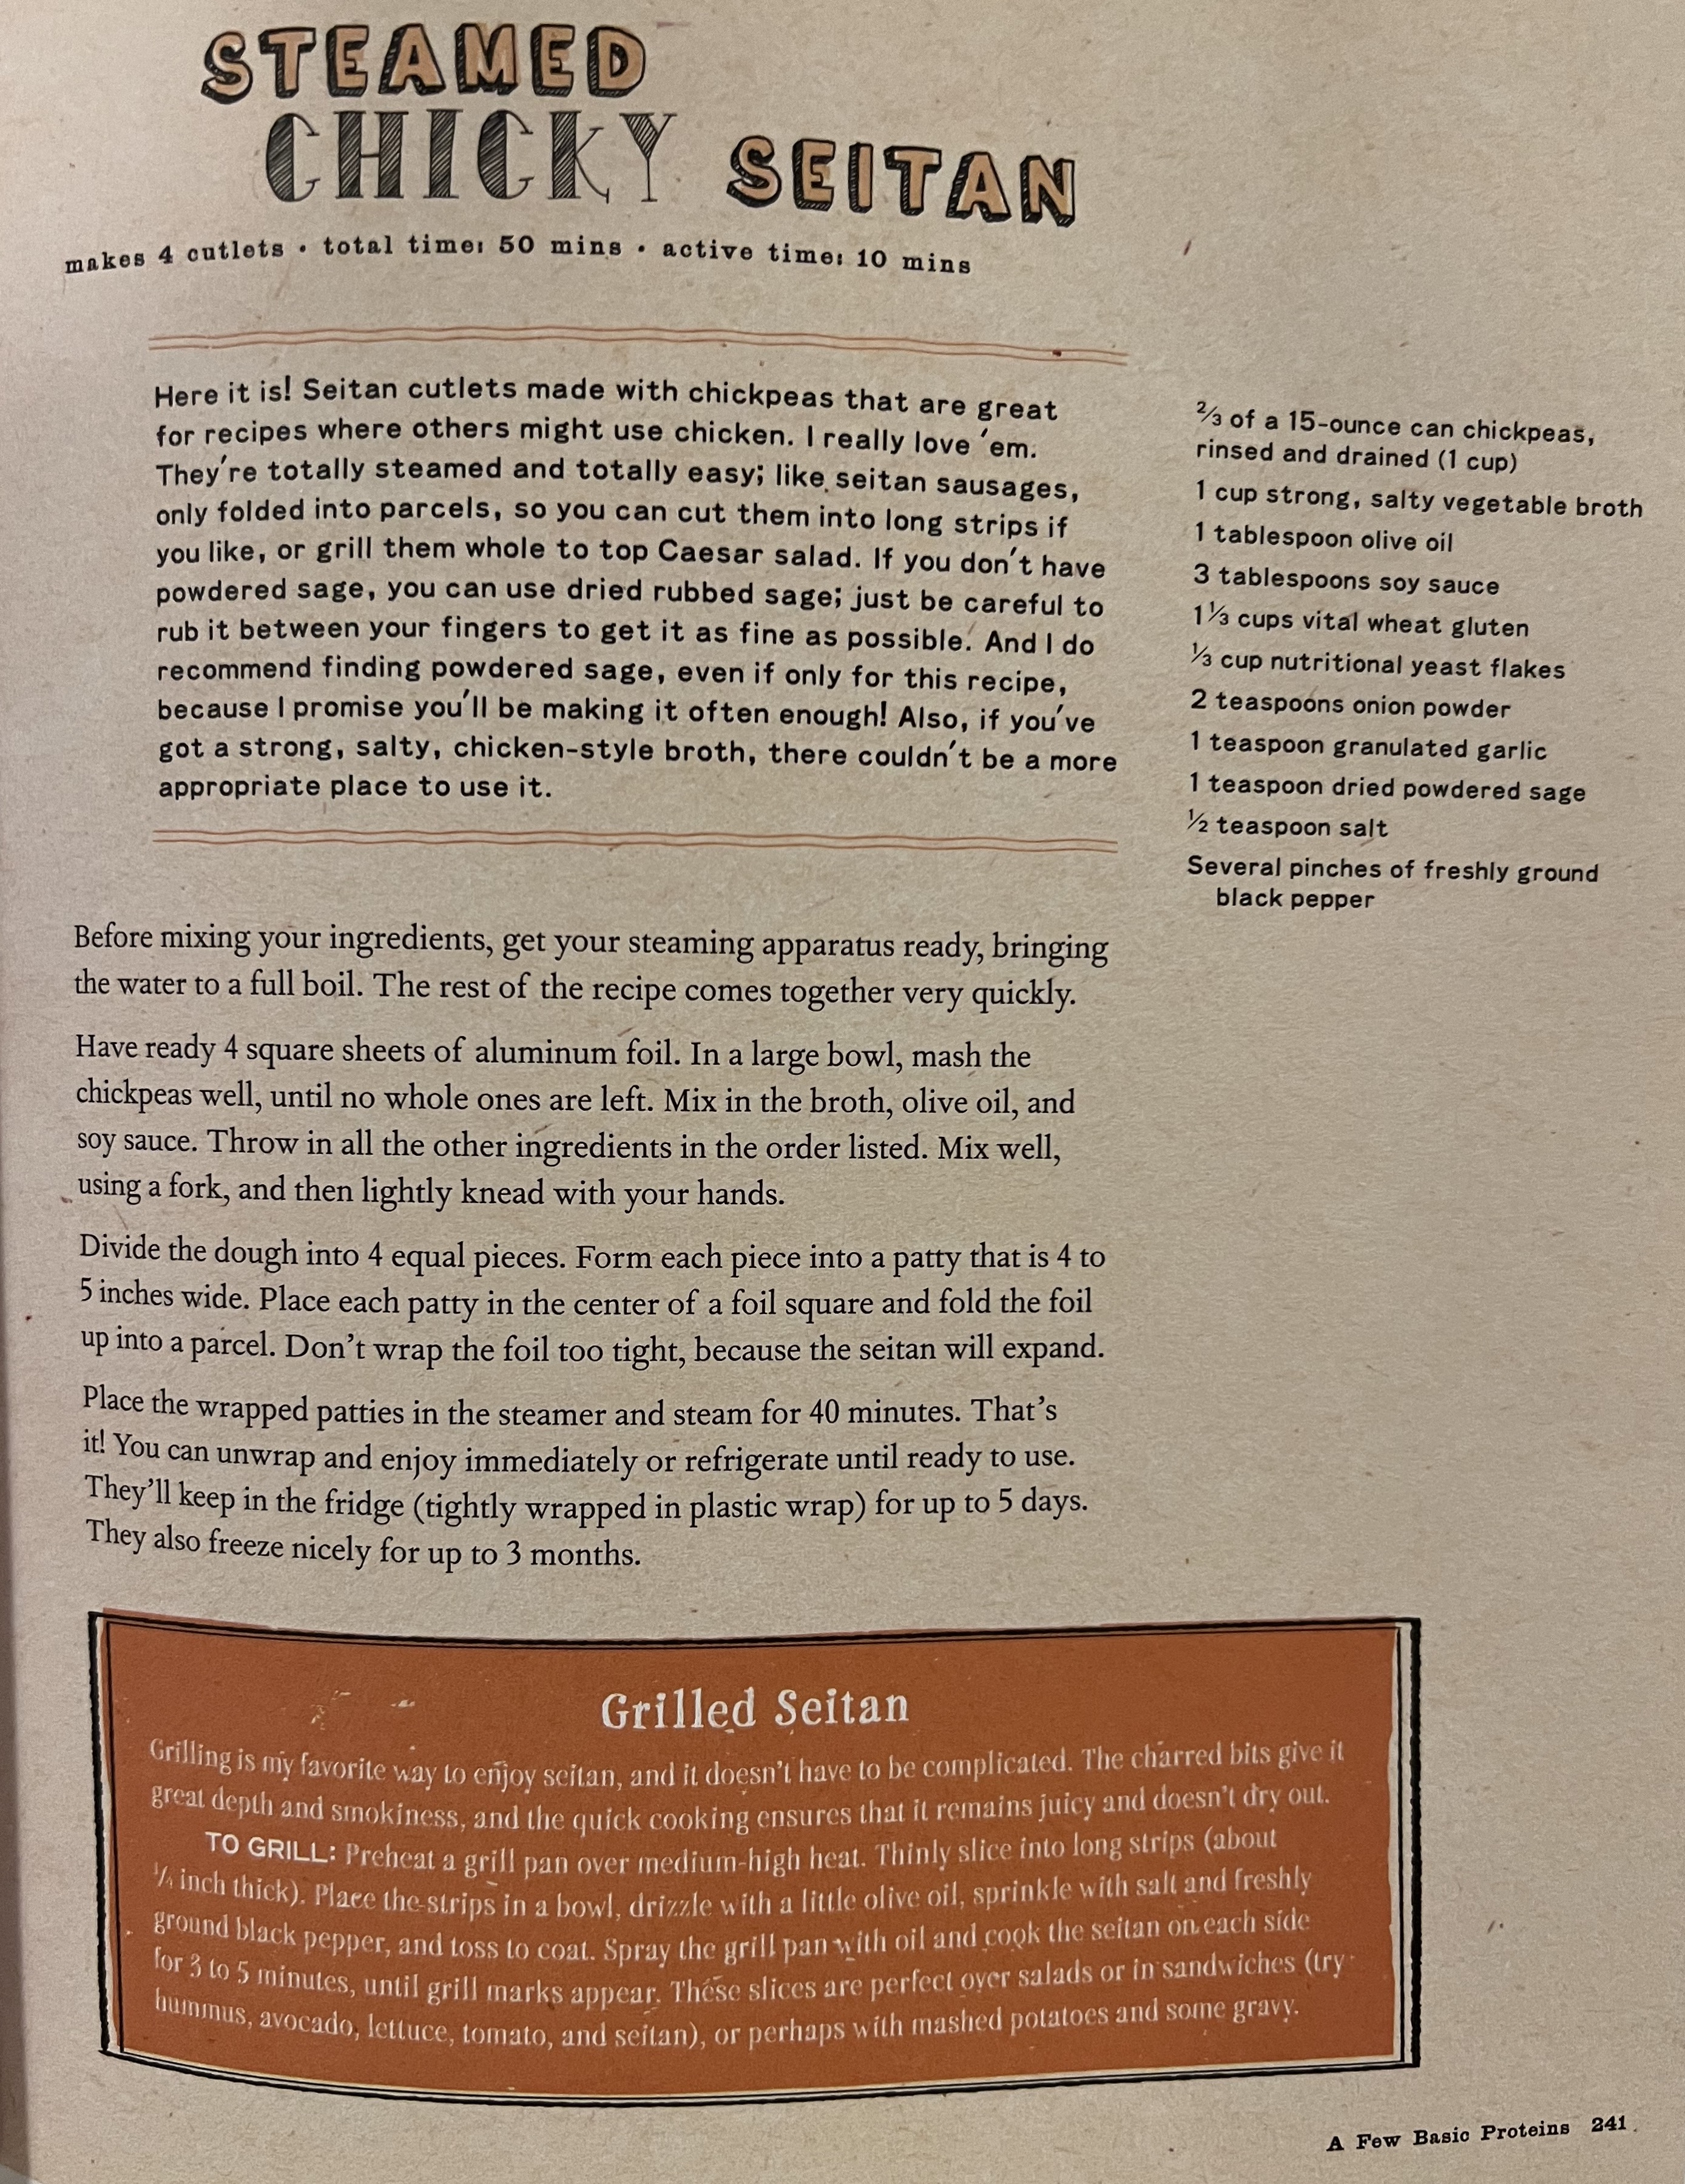 STEAMED
CHICKY SEITAN
makes 4 cutlets • total time: 50 mins • active time: 10 mins
Here it is! Seitan cutlets made with chickpeas that are great
for recipes where others might use chicken. I really love ’em.
They’re totally steamed and totally easy; like seitan sausages,
only folded into parcels, so you can cut them into long strips if
you like, or grill them whole to top Caesar salad. If you don’t have
powdered sage, you can use dried rubbed sage; just be careful to
rub it between your fingers to get it as fine as possible. And I do
recommend finding powdered sage, even if only for this recipe,
because I promise you’ll be making it often enough! Also, if you’ve
got a strong, salty, chicken-style broth, there couldn’t be a more
appropriate place to use it.
⅔ of a 15-ounce can chickpeas,
rinsed and drained (1 cup)
1 cup strong, salty vegetable broth
1 tablespoon olive oil
3 tablespoons soy sauce
1⅓ cups vital wheat gluten
⅓ cup nutritional yeast flakes
2 teaspoons onion powder
1 teaspoon granulated garlic
1 teaspoon dried powdered sage
½ teaspoon salt
Several pinches of freshly ground
black pepper
Before mixing your ingredients, get your steaming apparatus ready, bringing
the water to a full boil. The rest of the recipe comes together very quickly.
Have ready 4 square sheets of aluminum foil. In a large bowl, mash the
chickpeas well, until no whole ones are left. Mix in the broth, olive oil, and
soy sauce. Throw in all the other ingredients in the order listed. Mix well,
using a fork, and then lightly knead with your hands.
Divide the dough into 4 equal pieces. Form each piece into a patty that is 4 to
5 inches wide. Place each patty in the center of a foil square and fold the foil
up into a parcel. Don’t wrap the foil too tight, because the seitan will expand.
Place the wrapped patties in the steamer and steam for 40 minutes. That’s
it! You can unwrap and enjoy immediately or refrigerate until ready to use.
They’ll keep in the fridge (tightly wrapped in plastic wrap) for up to 5 days.
They also freeze nicely for up to 3 months.
Grilled Seitan
Grilling is my favorite way to enjoy seitan, and it doesn’t have to be complicated. The charred bits give it
great depth and smokiness, and the quick cooking ensures that it remains juicy and doesn’t dry out.
TO GRILL: Preheat a grill pan over medium-high heat. Thinly slice into long strips (about
¼ inch thick). Place the strips in a bowl, drizzle with a little olive oil, sprinkle with salt and freshly
ground black pepper, and toss to coat. Spray the grill pan with oil and cook the seitan on each side
for 3 to 5 minutes, until grill marks appear. These slices are perfect over salads or in sandwiches (try
hummus, avocado, lettuce, tomato, and seitan), or perhaps with mashed potatoes and some gravy.
A Few Basic Proteins 241